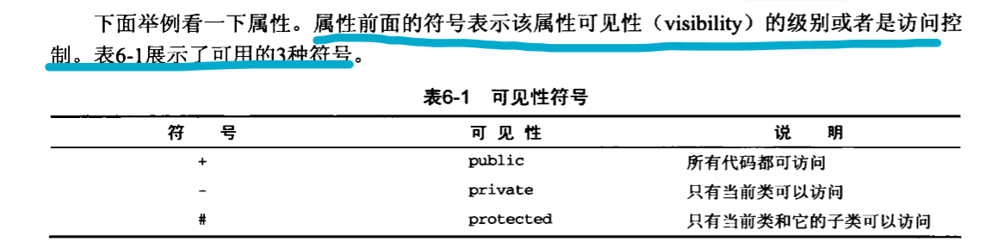 下面举例看一下属性。属性前面的符号表示该属性可见性（visibility）的级别或者是访问控
制。表6-1展示了可用的3种符号。
表6-1 可见性符号
符 号 可 见 性 说 明
+ public 所有代码都可访问
- private 只有当前类可以访问
# protected 只有当前类和它的子类可以访问